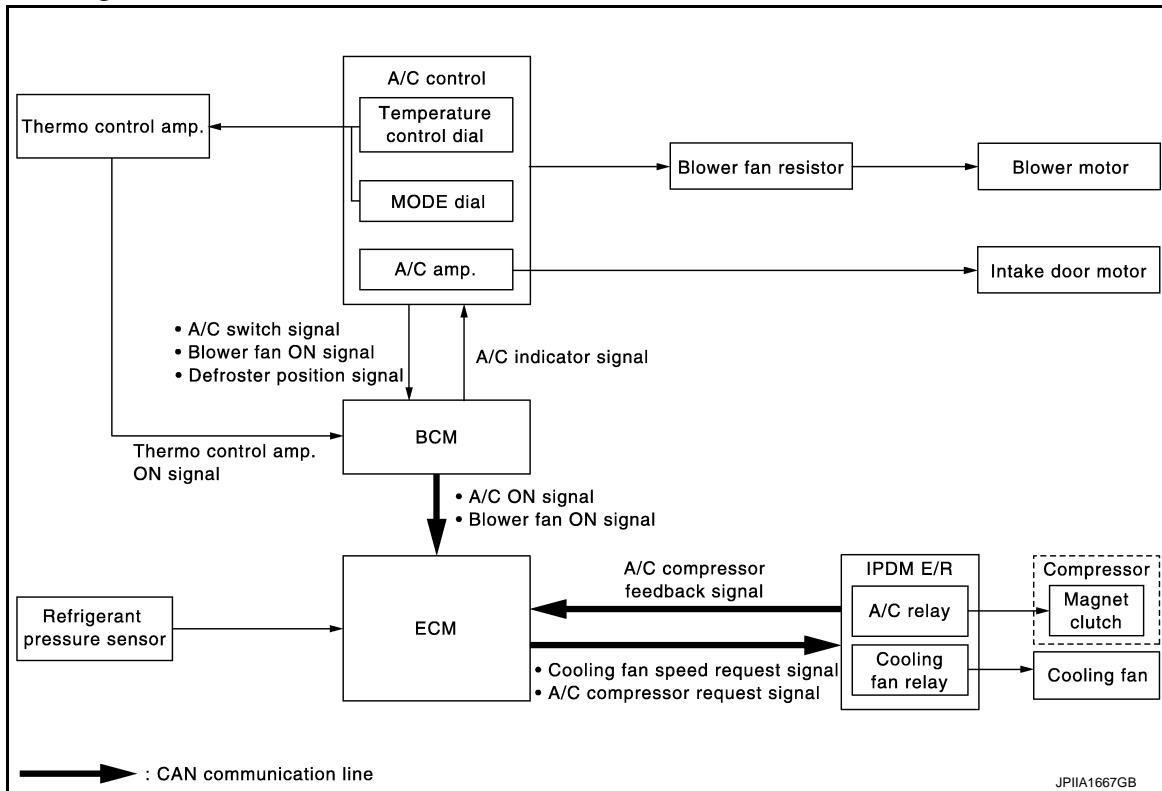 A/C control
Temperature
control dial
MODE dial
A/C amp.
Thermo control amp.
Blower fan resistor
Blower motor
Intake door motor
• A/C switch signal
• Blower fan ON signal
• Defroster position signal
A/C indicator signal
Thermo control amp.
ON signal
BCM
• A/C ON signal
• Blower fan ON signal
Refrigerant
pressure sensor
ECM
A/C compressor
feedback signal
• Cooling fan speed request signal
• A/C compressor request signal
IPDM E/R
A/C relay
Cooling
fan relay
Compressor
Magnet
clutch
Cooling fan
: CAN communication line
JPIIA1667GB